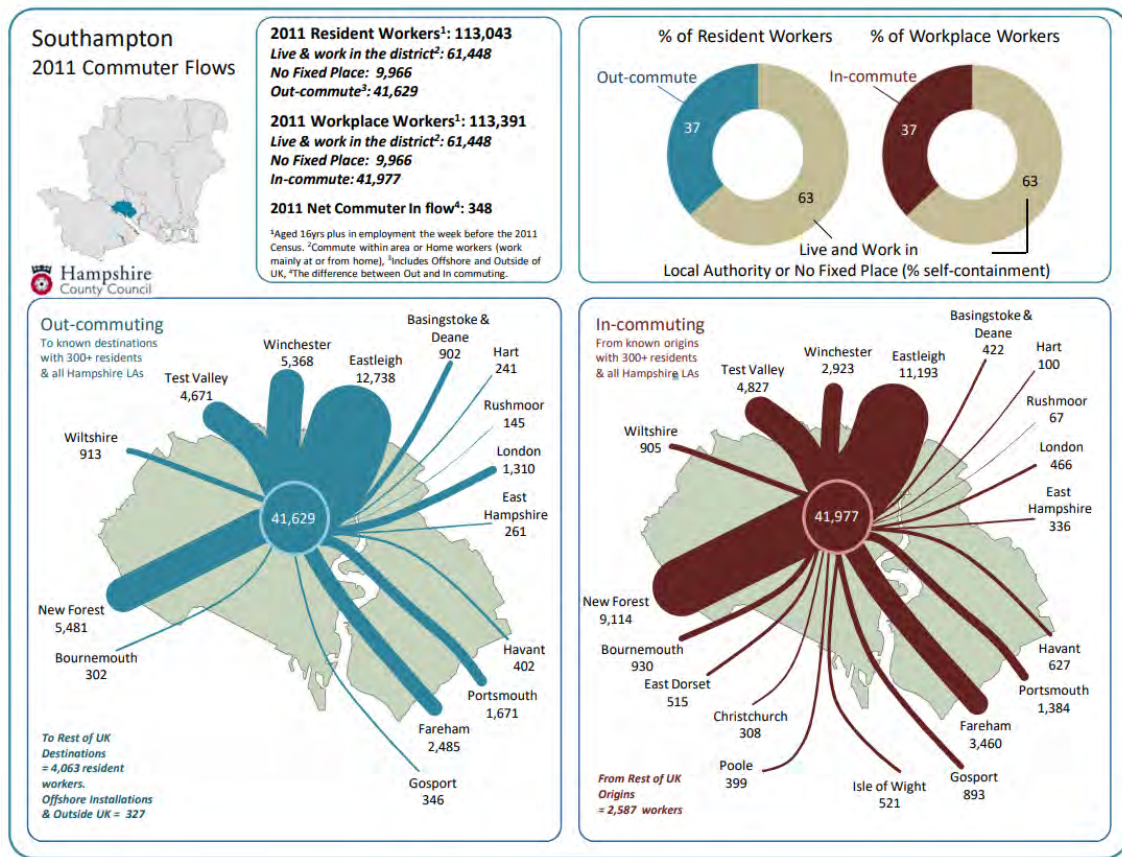 Southampton
2011 Commuter Flows
Hampshire
County Council
2011 Resident Workers¹: 113,043
Live & work in the district²: 61,448
No Fixed Place: 9,966
Out-commute³: 41,629
2011 Workplace Workers¹: 113,391
Live & work in the district²: 61,448
No Fixed Place: 9,966
In-commute: 41,977
2011 Net Commuter In flow⁴: 348
¹Aged 16yrs plus in employment the week before the 2011
Census. ²Commute within area or Home workers (work
mainly at or from home), ³Includes Offshore and Outside of
UK, ⁴The difference between Out and In commuting.
% of Resident Workers
Out-commute
37
63
% of Workplace Workers
In-commute
37
63
Live and Work in
Local Authority or No Fixed Place (% self-containment)
Out-commuting
To known destinations
with 300+ residents
& all Hampshire LAs
Wiltshire
913
Test Valley
4,671
Winchester
5,368
Eastleigh
12,738
Basingstoke &
Deane
902
Hart
241
Rushmoor
145
London
1,310
East
Hampshire
261
41,629
New Forest
5,481
Bournemouth
302
Havant
402
Portsmouth
1,671
Fareham
2,485
Gosport
346
To Rest of UK
Destinations
= 4,063 resident
workers.
Offshore Installations
& Outside UK = 327
In-commuting
From known origins
with 300+ residents
& all Hampshire LAs
Wiltshire
905
Test Valley
4,827
Winchester
2,923
Eastleigh
11,193
Basingstoke &
Deane
422
Hart
100
Rushmoor
67
London
466
East
Hampshire
336
41,977
New Forest
9,114
Bournemouth
930
East Dorset
515
Christchurch
308
Poole
399
Isle of Wight
521
Gosport
893
Fareham
3,460
Portsmouth
1,384
Havant
627
From Rest of UK
Origins
= 2,587 workers